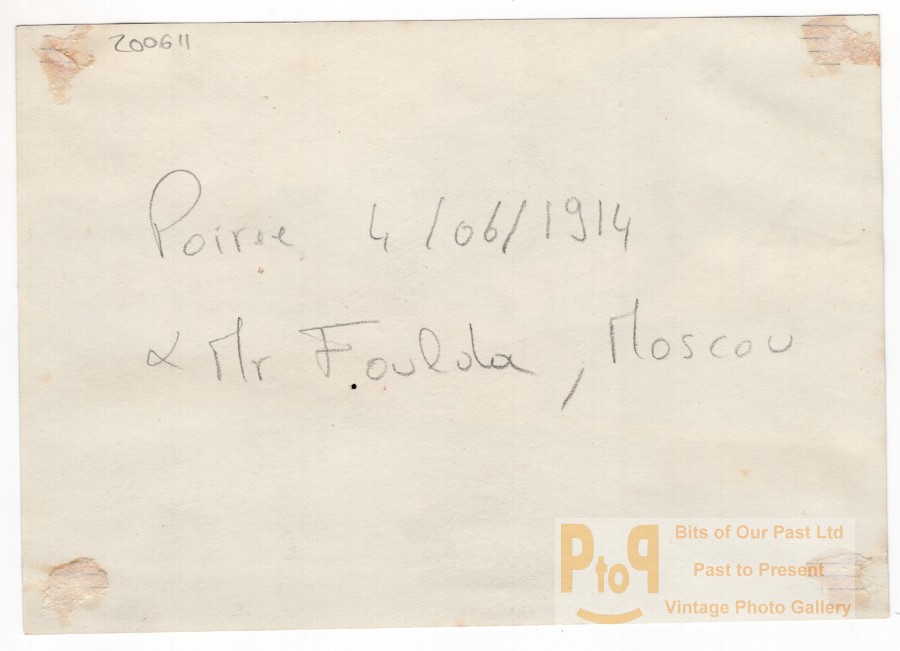 200611
Poiree 4/06/1914
& Mr Foulda, Moscou
PtoP
Bits of Our Past Ltd
Past to Present
Vintage Photo Gallery